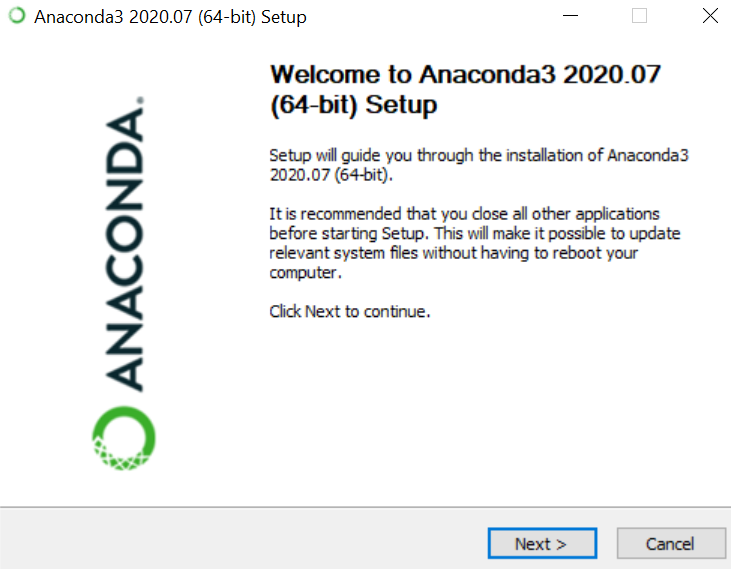 Anaconda3 2020.07 (64-bit) Setup
ANACONDA.
Welcome to Anaconda3 2020.07
(64-bit) Setup
Setup will guide you through the installation of Anaconda3
2020.07 (64-bit).
It is recommended that you close all other applications
before starting Setup. This will make it possible to update
relevant system files without having to reboot your
computer.
Click Next to continue.
Next >
Cancel